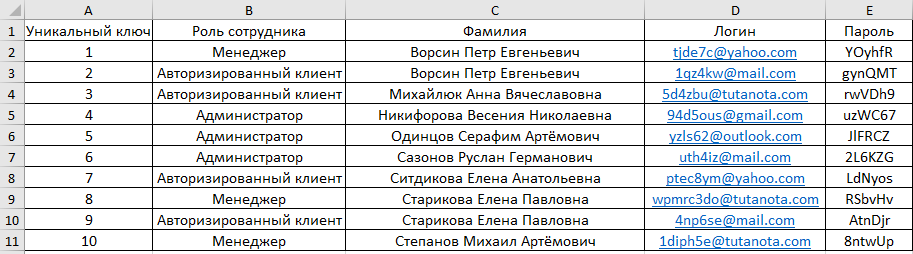 A B C D E
1 Уникальный ключ Роль сотрудника Фамилия Логин Пароль
2 1 Менеджер Ворсин Петр Евгеньевич tjde7c@yahoo.com YOyhfR
3 2 Авторизированный клиент Ворсин Петр Евгеньевич 1qz4kw@mail.com gynQMT
4 3 Авторизированный клиент Михайлюк Анна Вячеславовна 5d4zbu@tutanota.com rwVDh9
5 4 Администратор Никифорова Весения Николаевна 94d5ous@gmail.com uzWC67
6 5 Администратор Одинцов Серафим Артёмович yzls62@outlook.com JlFRCZ
7 6 Администратор Сазонов Руслан Германович uth4iz@mail.com 2L6KZG
8 7 Авторизированный клиент Ситдикова Елена Анатольевна ptec8ym@yahoo.com LdNyos
9 8 Менеджер Старикова Елена Павловна wpmrc3do@tutanota.com RSbvHv
10 9 Авторизированный клиент Старикова Елена Павловна 4np6se@mail.com AtnDjr
11 10 Менеджер Степанов Михаил Артёмович 1diph5e@tutanota.com 8ntwUp